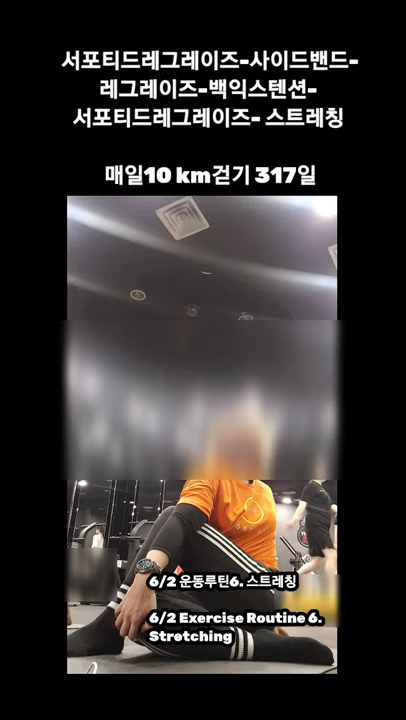 서포티드레그레이즈-사이드밴드-
레그레이즈-백익스텐션-
서포티드레그레이즈- 스트레칭
매일10 km걷기 317일
6/2 운동루틴6. 스트레칭
6/2 Exercise Routine 6.
Stretching